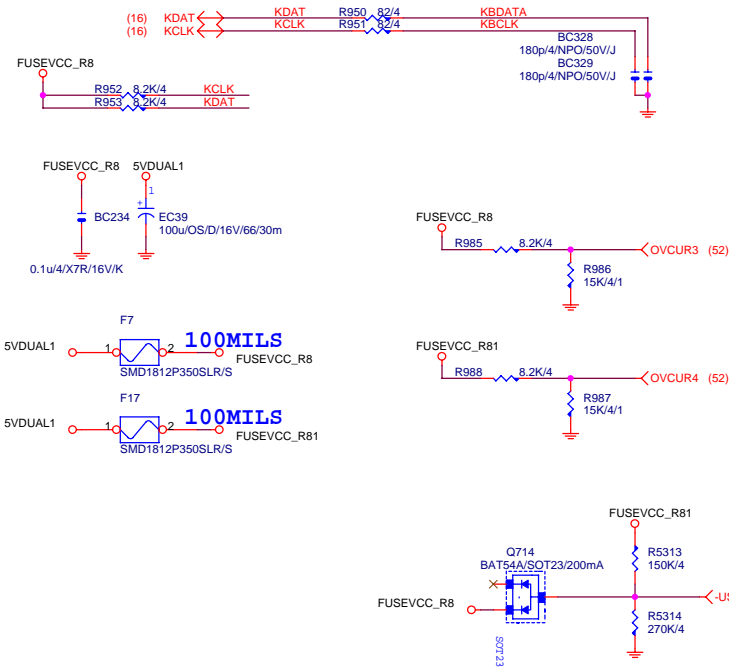 (16) KDAT KDAT R950 82/4 KBDATA
(16) KCLK KCLK R951 82/4 KBCLK
BC328
180p/4/NPO/50V/J
BC329
180p/4/NPO/50V/J
FUSEVCC_R8
R952 8.2K/4 KCLK
R953 8.2K/4 KDAT
FUSEVCC_R8 5VDUAL1
1
+
BC234 EC39
100u/OS/D/16V/66/30m
0.1u/4/X7R/16V/K
FUSEVCC_R8
R985 8.2K/4
OVCUR3 (52)
R986
15K/4/1
F7
100MILS
5VDUAL1 1 2 FUSEVCC_R8
SMD1812P350SLR/S
FUSEVCC_R81
R988 8.2K/4
OVCUR4 (52)
R987
15K/4/1
F17
100MILS
5VDUAL1 1 2 FUSEVCC_R81
SMD1812P350SLR/S
FUSEVCC_R81
Q714
BAT54A/SOT23/200mA
R5313
150K/4
-US
FUSEVCC_R8
R5314
270K/4
SOT23